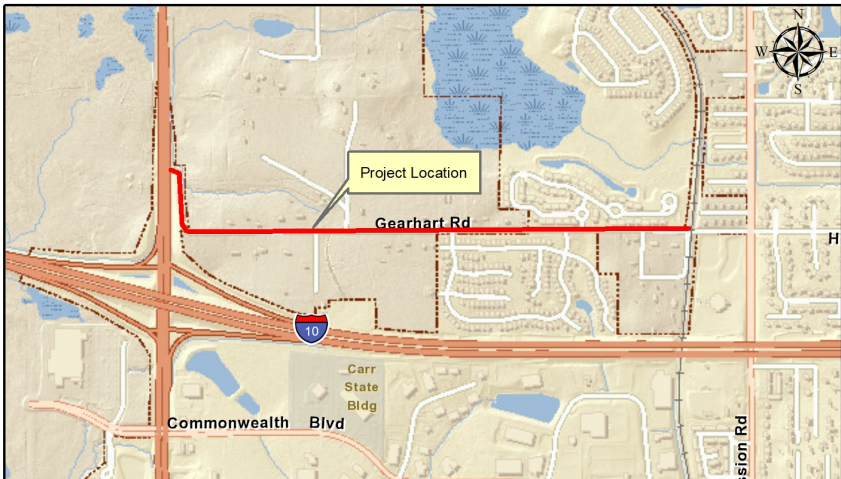 N
W E
S
Project Location
Gearhart Rd
H
10
Carr
State
Bldg
Commonwealth Blvd
ssion Rd